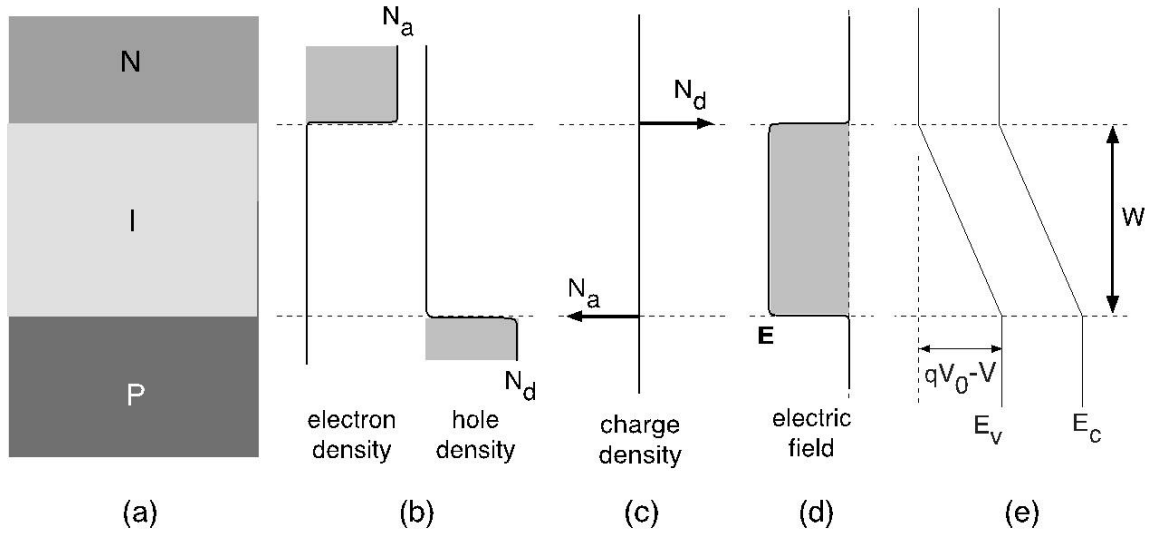 N
I
P
(a)
N_a
N_d
electron
density
hole
density
(b)
N_d
N_a
charge
density
(c)
E
electric
field
(d)
W
qV_0-V
E_v
E_c
(e)